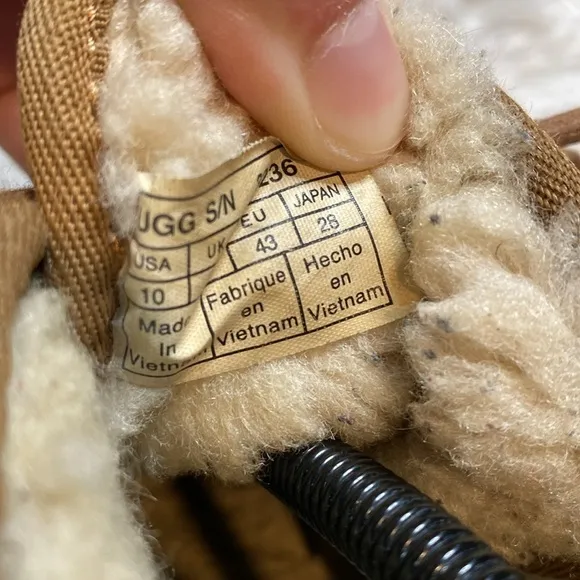 UGG S/N 236
USA UK EU JAPAN
10 43 28
Made In Vietnam
Fabrique en Vietnam
Hecho en Vietnam